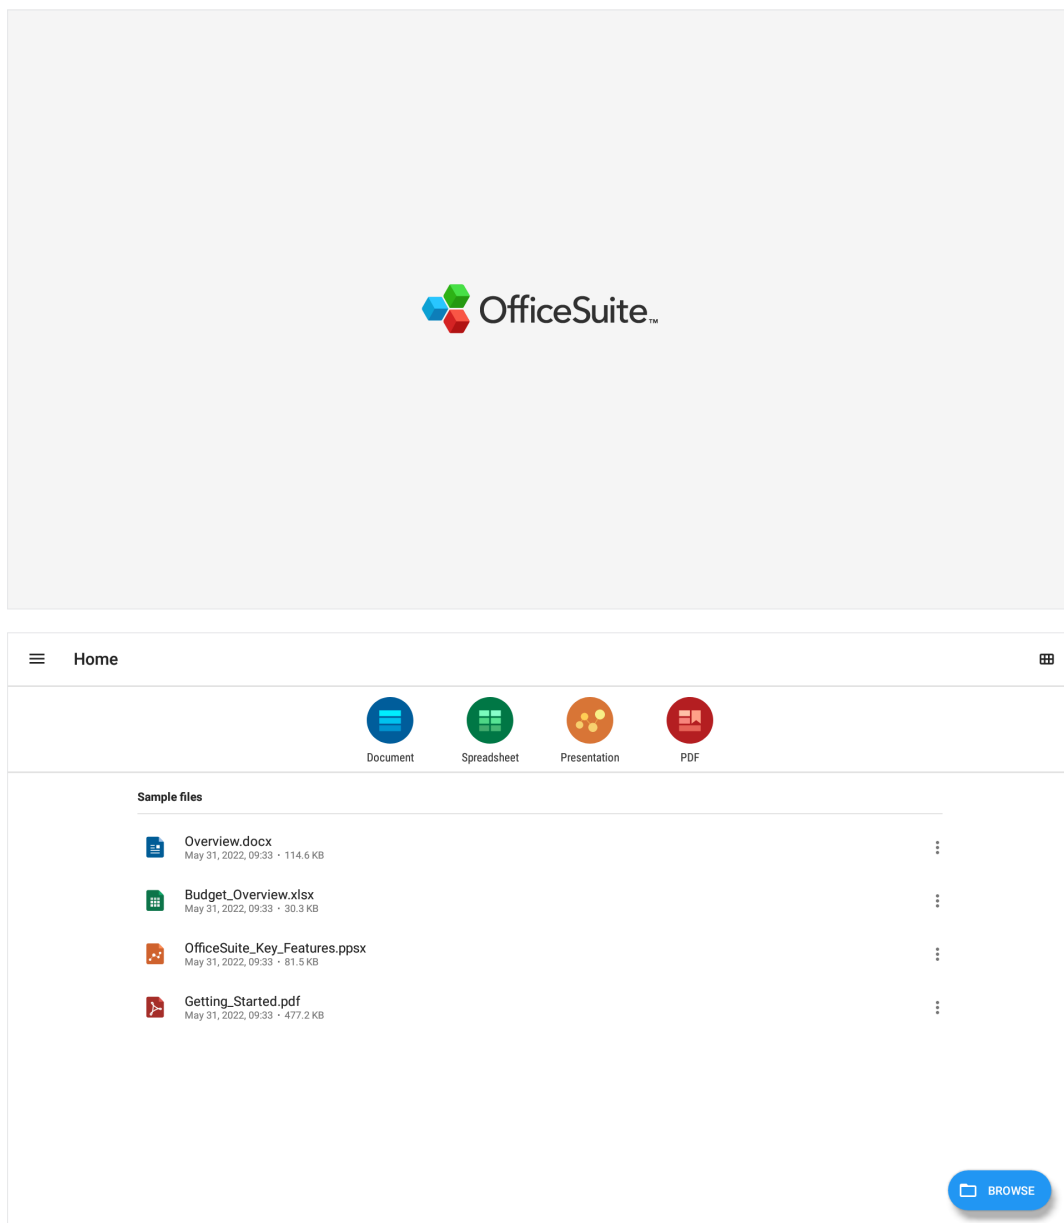 OfficeSuite™
Home
Document Spreadsheet Presentation PDF
Sample files
Overview.docx
May 31, 2022, 09:33 · 114.6 KB
Budget_Overview.xlsx
May 31, 2022, 09:33 · 30.3 KB
OfficeSuite_Key_Features.ppsx
May 31, 2022, 09:33 · 81.5 KB
Getting_Started.pdf
May 31, 2022, 09:33 · 477.2 KB
BROWSE